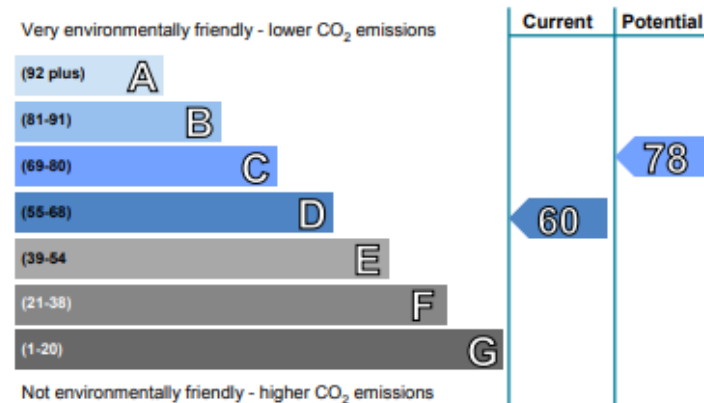 Very environmentally friendly - lower CO₂ emissions
Current
Potential
(92 plus) A
(81-91) B
(69-80) C
78
(55-68) D
60
(39-54 E
(21-38) F
(1-20) G
Not environmentally friendly - higher CO₂ emissions